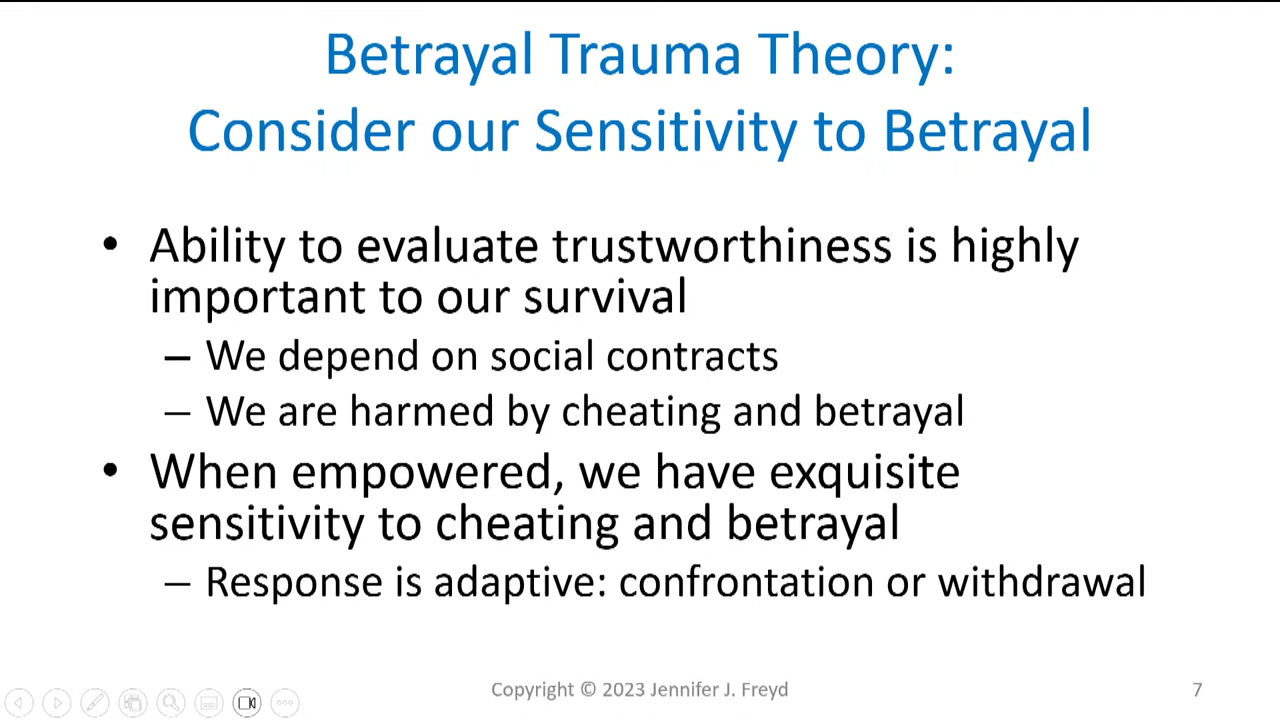 Betrayal Trauma Theory:
Consider our Sensitivity to Betrayal
• Ability to evaluate trustworthiness is highly
important to our survival
– We depend on social contracts
– We are harmed by cheating and betrayal
• When empowered, we have exquisite
sensitivity to cheating and betrayal
– Response is adaptive: confrontation or withdrawal
Copyright © 2023 Jennifer J. Freyd
7